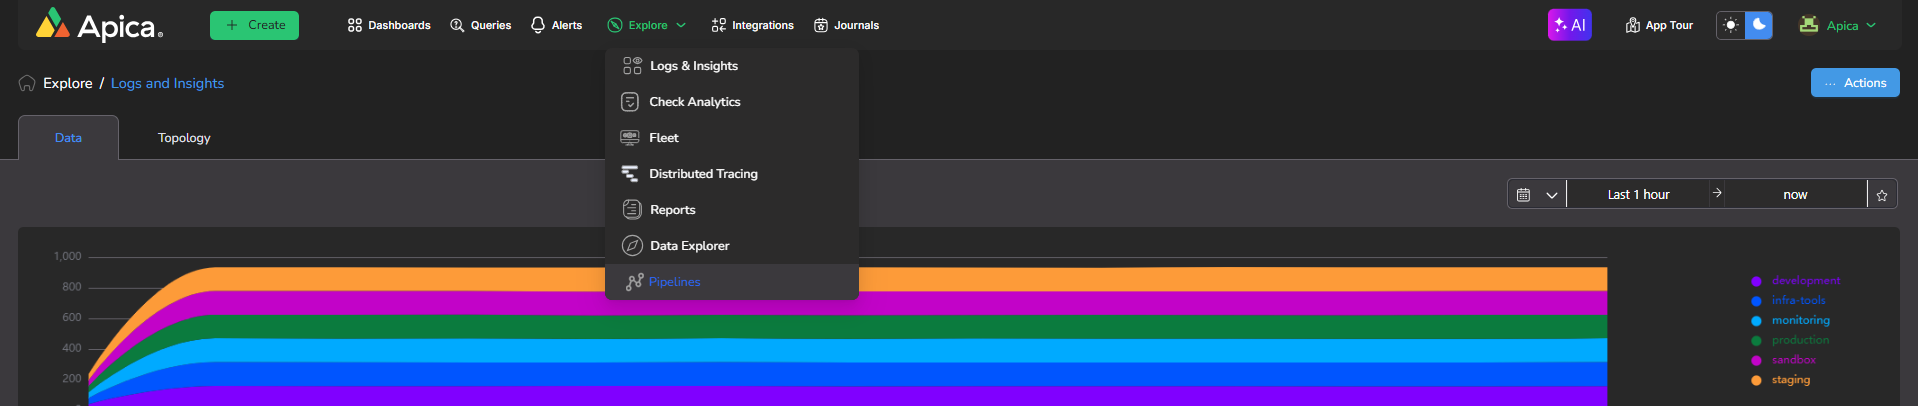 Apica®
+ Create
Dashboards
Queries
Alerts
Explore
Integrations
Journals
AI
App Tour
Apica
Explore / Logs and Insights
... Actions
Logs & Insights
Check Analytics
Fleet
Distributed Tracing
Reports
Data Explorer
Pipelines
Data
Topology
Last 1 hour → now
1,000
800
600
400
200
development
infra-tools
monitoring
production
sandbox
staging